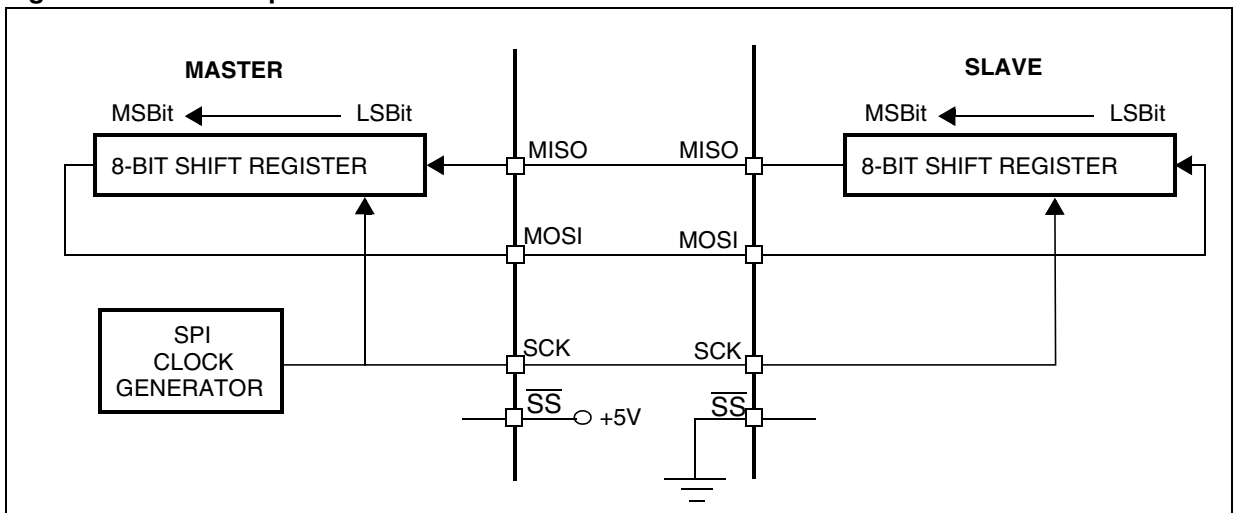 MASTER
SLAVE
MSBit
LSBit
MSBit
LSBit
8-BIT SHIFT REGISTER
MISO
MISO
8-BIT SHIFT REGISTER
MOSI
MOSI
SPI
CLOCK
GENERATOR
SCK
SCK
SS
+5V
SS